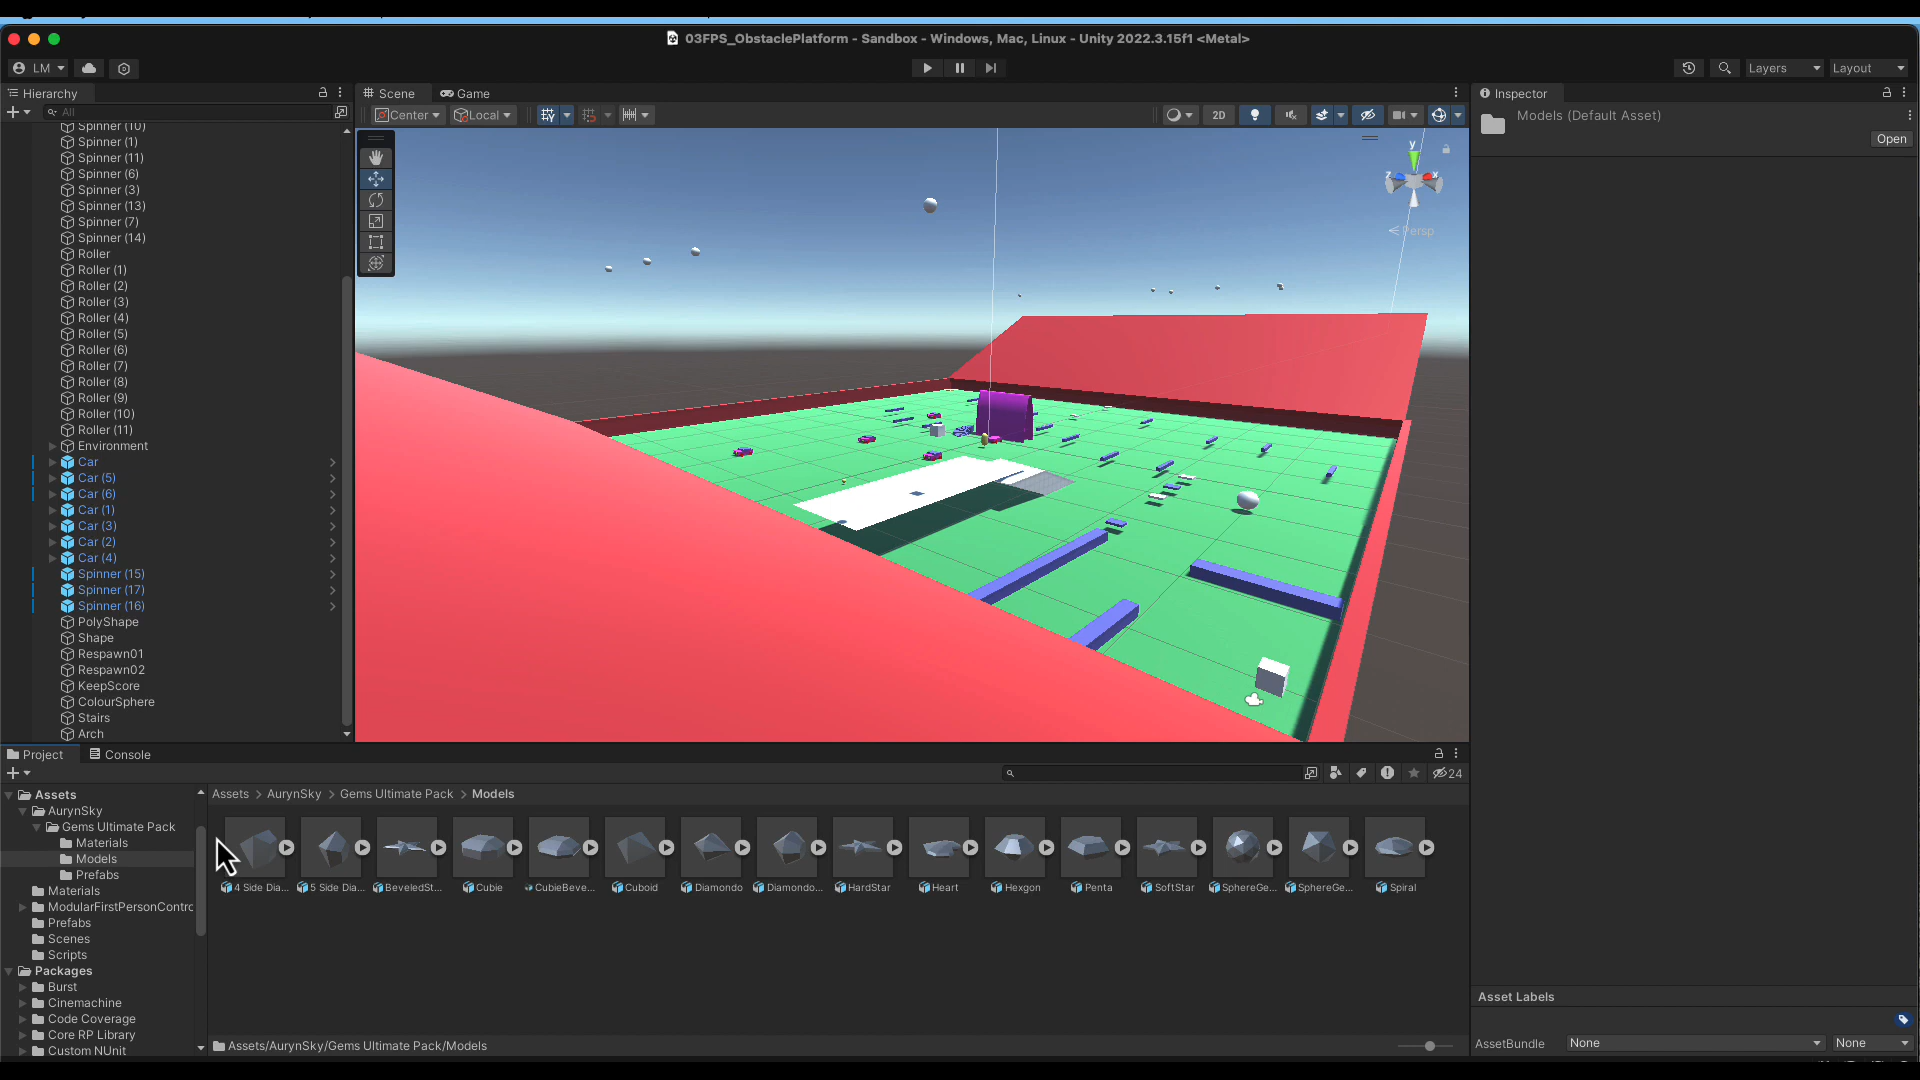 03FPS_ObstaclePlatform - Sandbox - Windows, Mac, Linux - Unity 2022.3.15f1 <Metal>
LM
Layers
Layout
Hierarchy
All
Spinner (10)
Spinner (1)
Spinner (11)
Spinner (6)
Spinner (3)
Spinner (13)
Spinner (7)
Spinner (14)
Roller
Roller (1)
Roller (2)
Roller (3)
Roller (4)
Roller (5)
Roller (6)
Roller (7)
Roller (8)
Roller (9)
Roller (10)
Roller (11)
Environment
Car
Car (5)
Car (6)
Car (1)
Car (3)
Car (2)
Car (4)
Spinner (15)
Spinner (17)
Spinner (16)
PolyShape
Shape
Respawn01
Respawn02
KeepScore
ColourSphere
Stairs
Arch
Scene
Game
Center
Local
2D
y
z
x
Persp
Inspector
Models (Default Asset)
Open
Project
Console
24
Assets
AurynSky
Gems Ultimate Pack
Materials
Models
Prefabs
Materials
ModularFirstPersonContro
Prefabs
Scenes
Scripts
Packages
Burst
Cinemachine
Code Coverage
Core RP Library
Custom NUnit
Assets > AurynSky > Gems Ultimate Pack > Models
4 Side Dia...
5 Side Dia...
BeveledSt...
Cubie
CubieBeve...
Cuboid
Diamondo
Diamondo...
HardStar
Heart
Hexgon
Penta
SoftStar
SphereGe...
SphereGe...
Spiral
Assets/AurynSky/Gems Ultimate Pack/Models
Asset Labels
AssetBundle
None
None